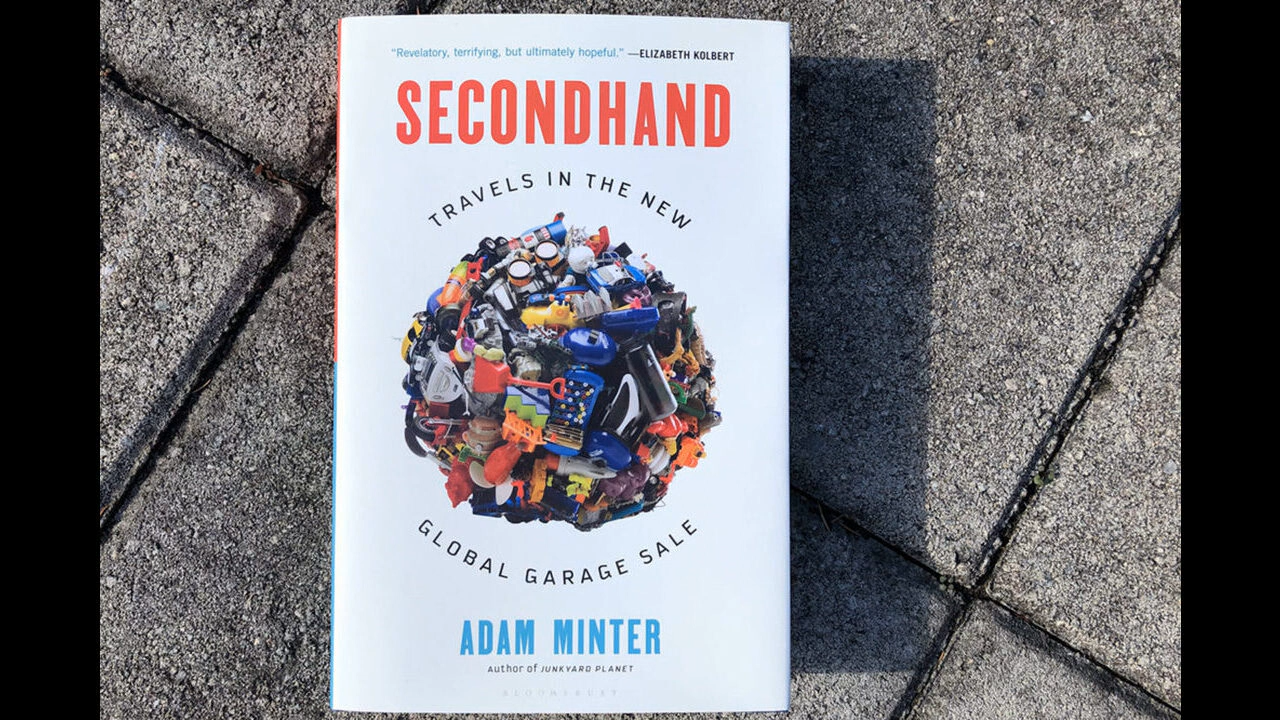 “Revelatory, terrifying, but ultimately hopeful.” —ELIZABETH KOLBERT
SECONDHAND
TRAVELS IN THE NEW
GLOBAL GARAGE SALE
ADAM MINTER
author of JUNKYARD PLANET
BLOOMSBURY